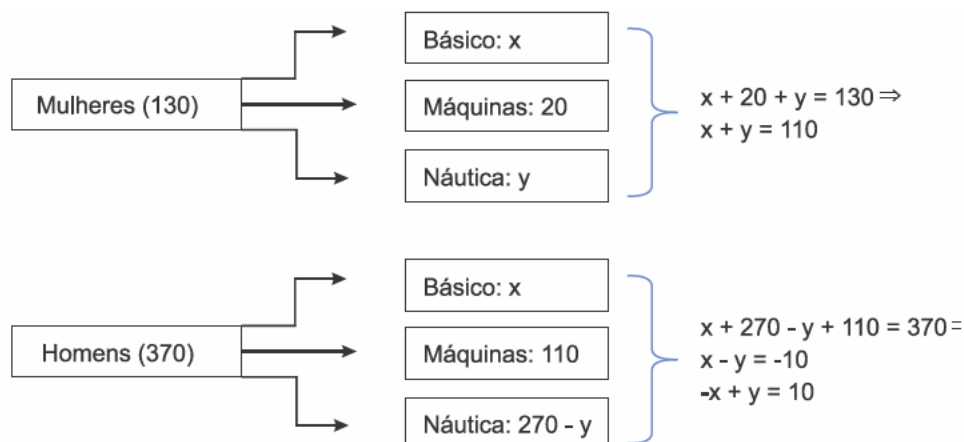 Mulheres (130)
Básico: x
Máquinas: 20
Náutica: y
x + 20 + y = 130 ⇒
x + y = 110
Homens (370)
Básico: x
Máquinas: 110
Náutica: 270 - y
x + 270 - y + 110 = 370 ⇒
x - y = -10
-x + y = 10